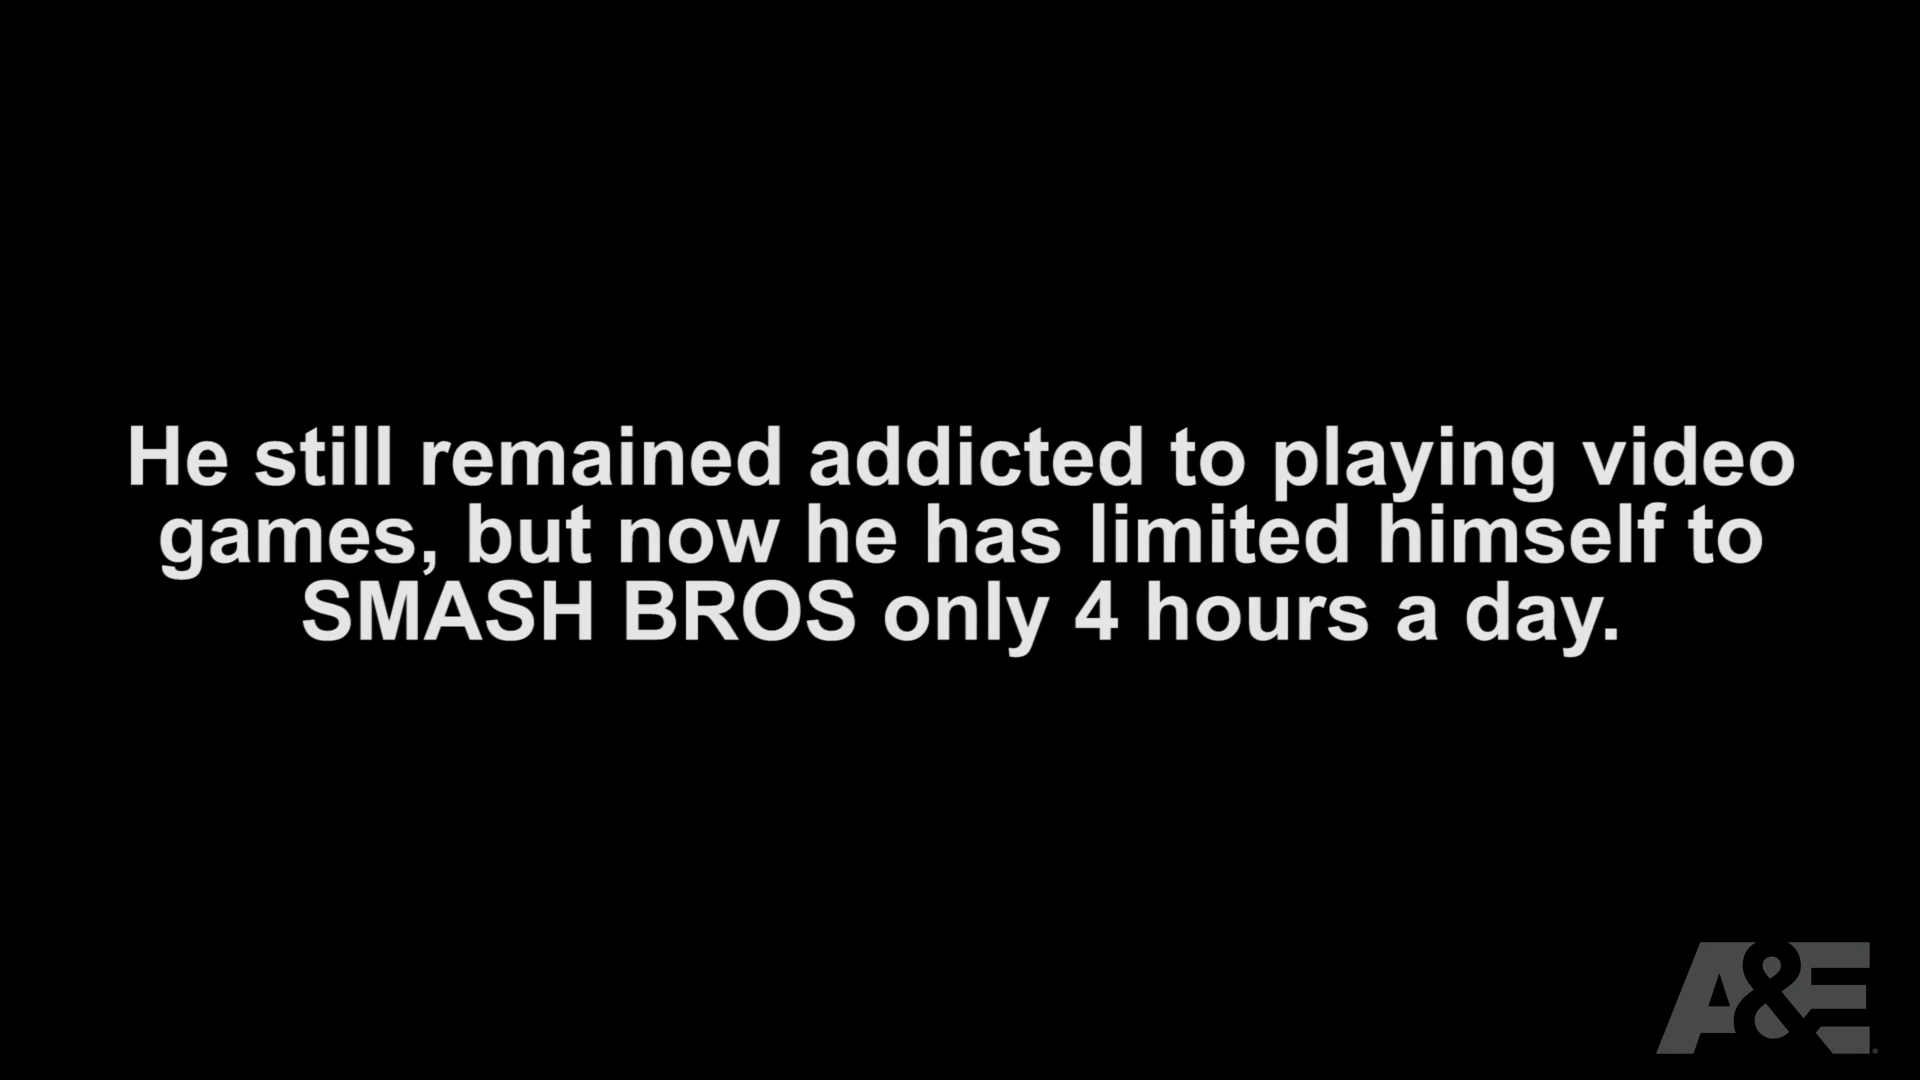 He still remained addicted to playing video
games, but now he has limited himself to
SMASH BROS only 4 hours a day.
A&E